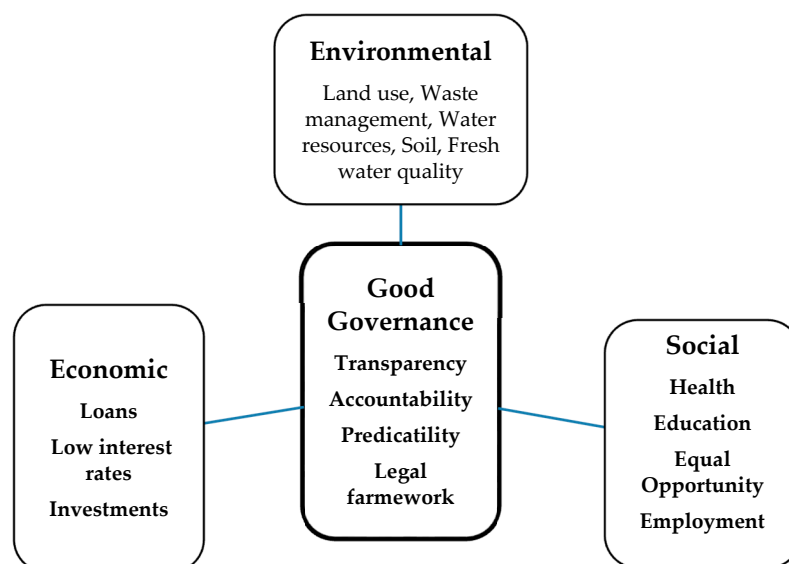 Environmental
Land use, Waste
management, Water
resources, Soil, Fresh
water quality
Good
Governance
Transparency
Accountability
Predicatility
Legal
farmework
Economic
Loans
Low interest
rates
Investments
Social
Health
Education
Equal
Opportunity
Employment